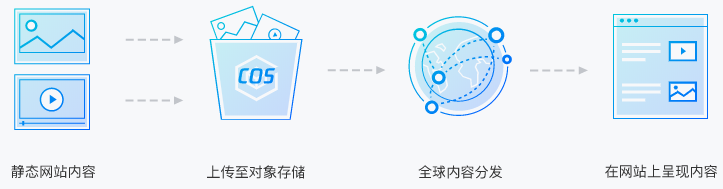 COS
静态网站内容
上传至对象存储
全球内容分发
在网站上呈现内容